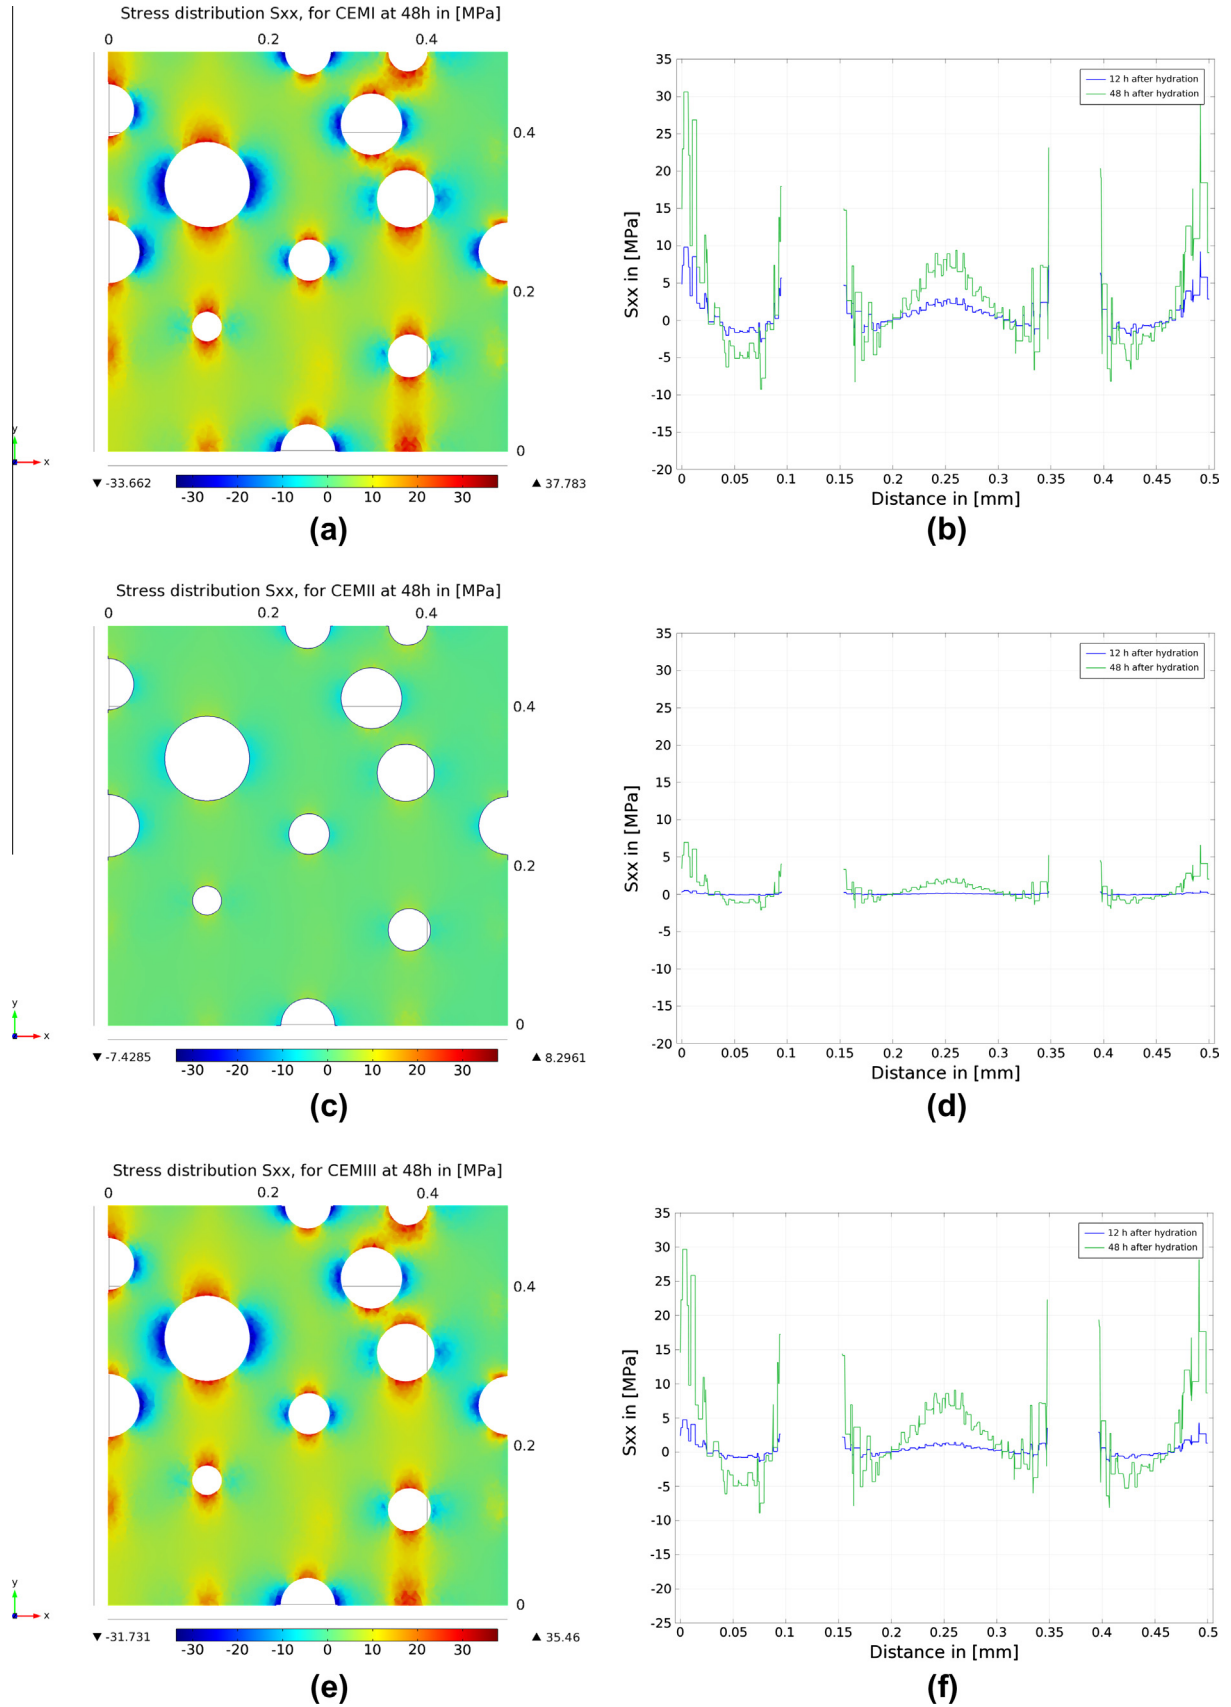 Stress distribution Sxx, for CEMI at 48h in [MPa]
0 0.2 0.4
0.4
0.2
0
y
x
▼ -33.662 ▲ 37.783
-30 -20 -10 0 10 20 30
(a)
35
30
25
20
15
10
5
0
-5
-10
-15
-20
Sxx in [MPa]
12 h after hydration
48 h after hydration
0 0.05 0.1 0.15 0.2 0.25 0.3 0.35 0.4 0.45 0.5
Distance in [mm]
(b)
Stress distribution Sxx, for CEMII at 48h in [MPa]
0 0.2 0.4
0.4
0.2
0
y
x
▼ -7.4285 ▲ 8.2961
-30 -20 -10 0 10 20 30
(c)
35
30
25
20
15
10
5
0
-5
-10
-15
-20
Sxx in [MPa]
12 h after hydration
48 h after hydration
0 0.05 0.1 0.15 0.2 0.25 0.3 0.35 0.4 0.45 0.5
Distance in [mm]
(d)
Stress distribution Sxx, for CEMIII at 48h in [MPa]
0 0.2 0.4
0.4
0.2
0
y
x
▼ -31.731 ▲ 35.46
-30 -20 -10 0 10 20 30
(e)
35
30
25
20
15
10
5
0
-5
-10
-15
-20
-25
Sxx in [MPa]
12 h after hydration
48 h after hydration
0 0.05 0.1 0.15 0.2 0.25 0.3 0.35 0.4 0.45 0.5
Distance in [mm]
(f)